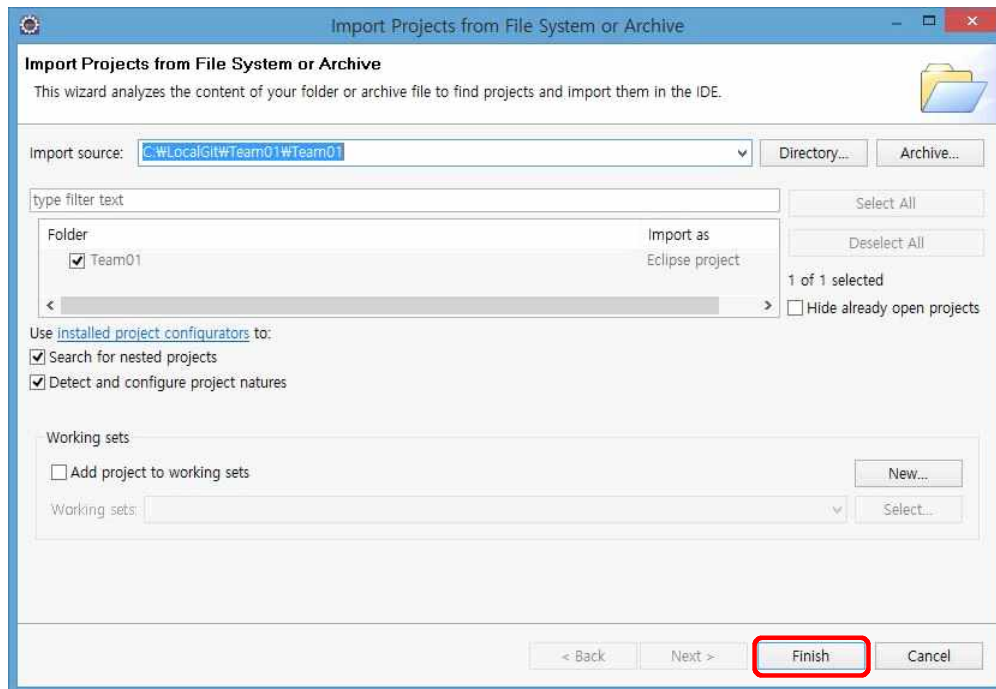 Import Projects from File System or Archive
Import Projects from File System or Archive
This wizard analyzes the content of your folder or archive file to find projects and import them in the IDE.
Import source: C:₩LocalGit₩Team01₩Team01 Directory... Archive...
type filter text Select All
Folder Import as Deselect All
Team01 Eclipse project
1 of 1 selected
Hide already open projects
Use installed project configurators to:
Search for nested projects
Detect and configure project natures
Working sets
Add project to working sets New...
Working sets: Select...
< Back Next > Finish Cancel